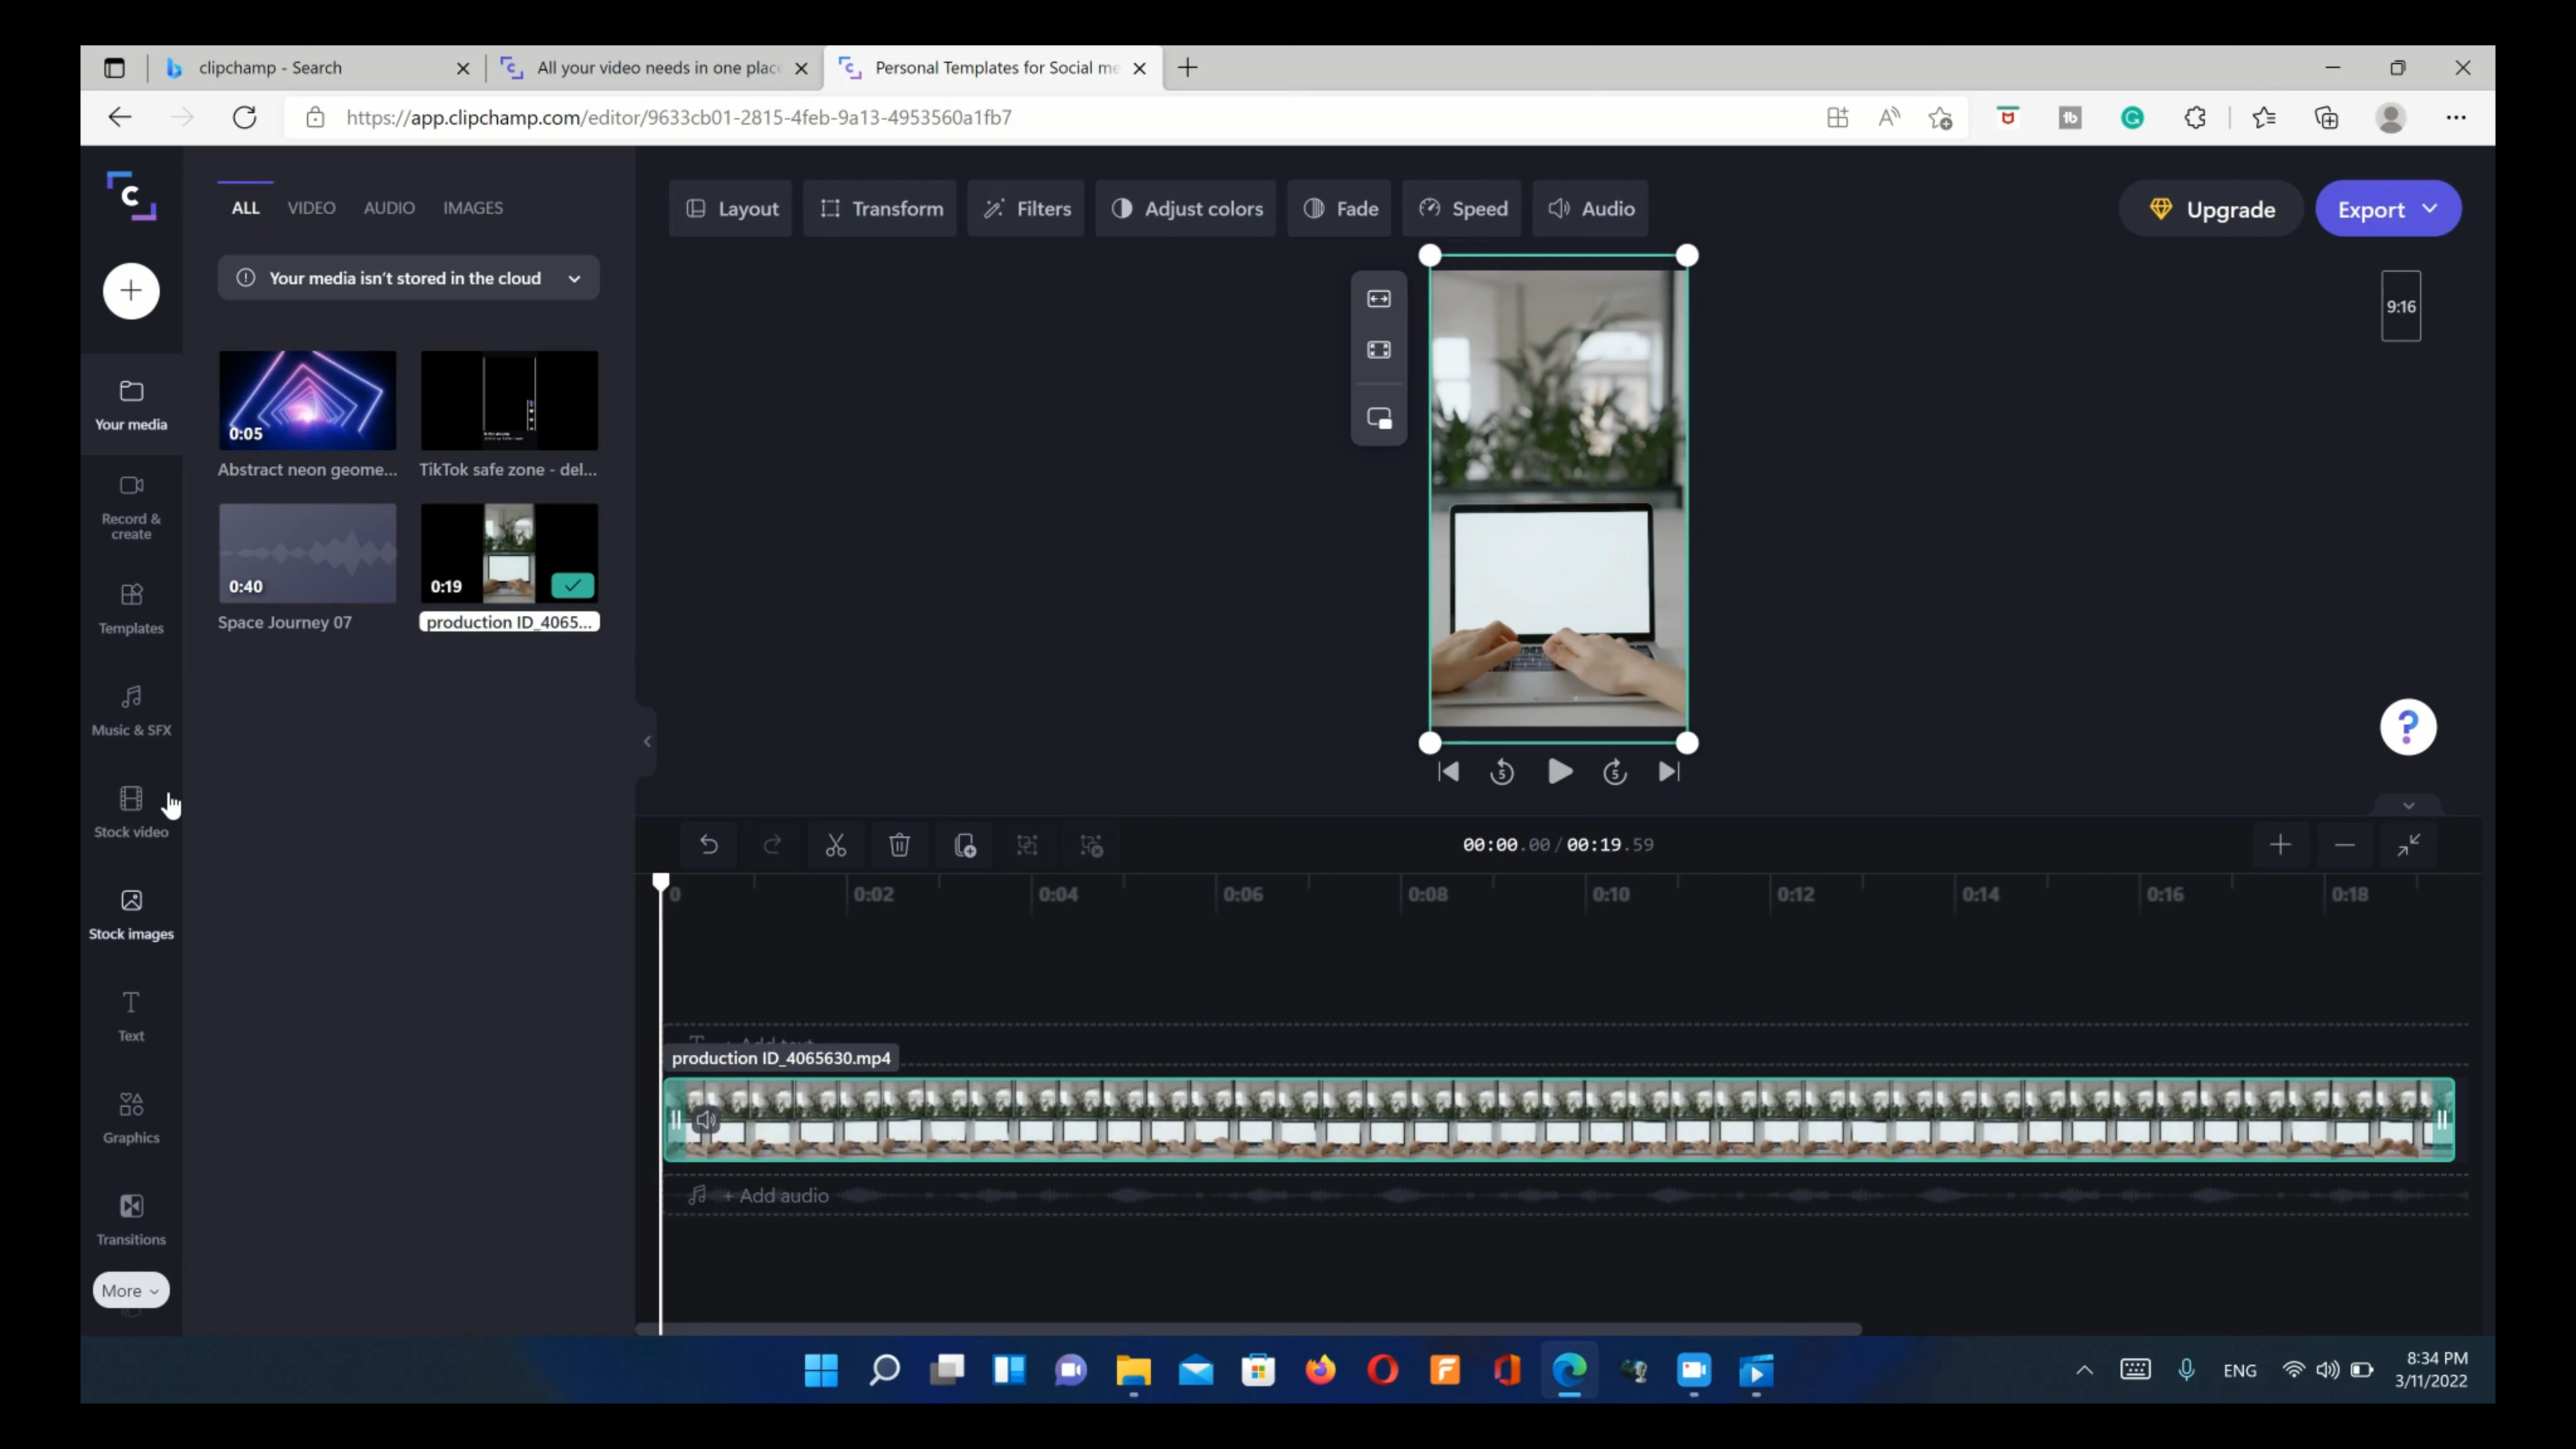 clipchamp - Search
All your video needs in one plac
Personal Templates for Social me
https://app.clipchamp.com/editor/9633cb01-2815-4feb-9a13-4953560a1fb7
ALL VIDEO AUDIO IMAGES
Layout Transform Filters Adjust colors Fade Speed Audio
Upgrade Export
Your media isn't stored in the cloud
9:16
Your media
Record &
create
Templates
Music & SFX
Stock video
Stock images
Text
Graphics
Transitions
More
0:05
Abstract neon geome...
TikTok safe zone - del...
0:40
Space Journey 07
0:19
production ID_4065...
5
5
?
00:00.00 / 00:19.59
0 0:02 0:04 0:06 0:08 0:10 0:12 0:14 0:16 0:18
+ Add text
production ID_4065630.mp4
+ Add audio
ENG
8:34 PM
3/11/2022